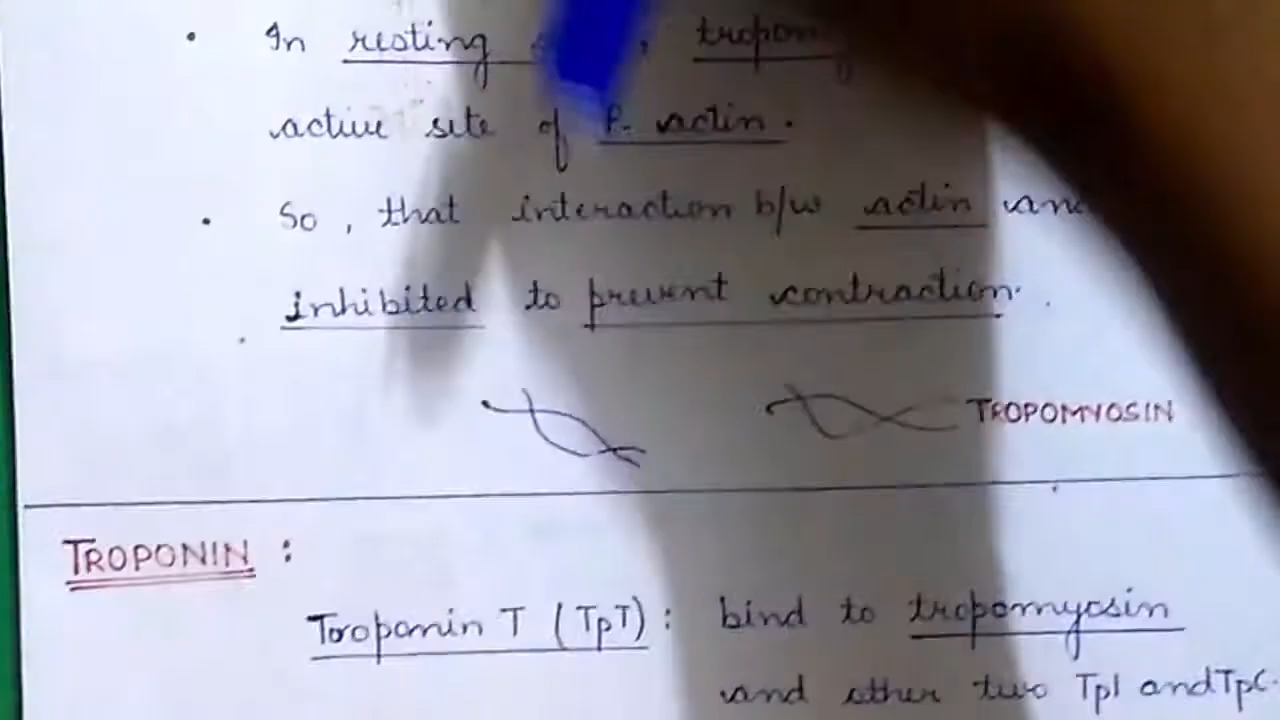 • In resting , tropom
active site of F. actin.
• So, that interaction b/w actin and
inhibited to prevent contraction.
TROPOMYOSIN
TROPONIN :
Troponin T (TpT) : bind to tropomyosin
and other two TpI and TpC.